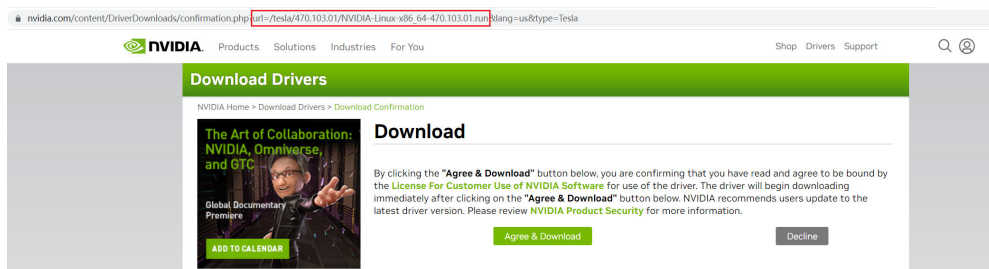 nvidia.com/content/DriverDownloads/confirmation.php?url=/tesla/470.103.01/NVIDIA-Linux-x86_64-470.103.01.run&lang=us&type=Tesla
NVIDIA. Products Solutions Industries For You Shop Drivers Support
Download Drivers
NVIDIA Home > Download Drivers > Download Confirmation
The Art of Collaboration:
NVIDIA, Omniverse,
and GTC
Global Documentary
Premiere
ADD TO CALENDAR
Download
By clicking the "Agree & Download" button below, you are confirming that you have read and agree to be bound by
the License For Customer Use of NVIDIA Software for use of the driver. The driver will begin downloading
immediately after clicking on the "Agree & Download" button below. NVIDIA recommends users update to the
latest driver version. Please review NVIDIA Product Security for more information.
Agree & Download Decline